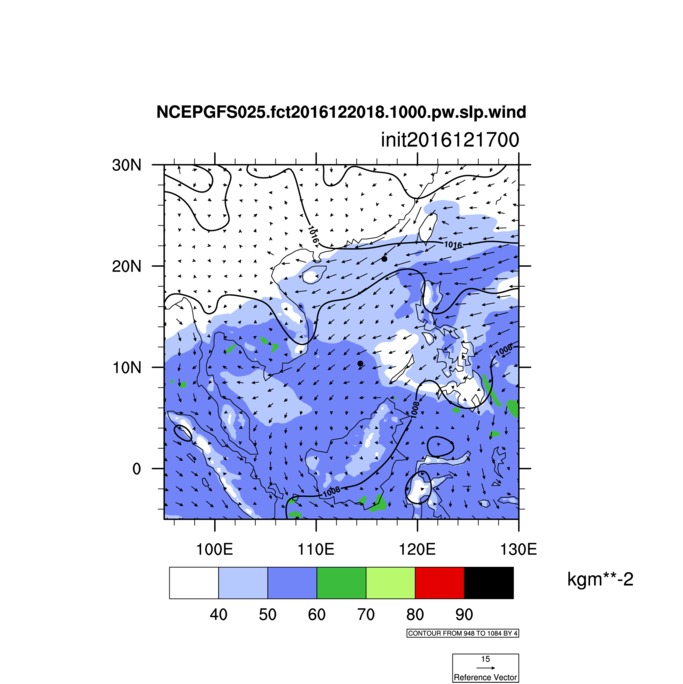 NCEPGFS025.fct2016122018.1000.pw.slp.wind
init2016121700
30N
20N
10N
0
1016
1016
1008
1008
1008
100E 110E 120E 130E
kgm**-2
40 50 60 70 80 90
CONTOUR FROM 948 TO 1084 BY 4
15
Reference Vector